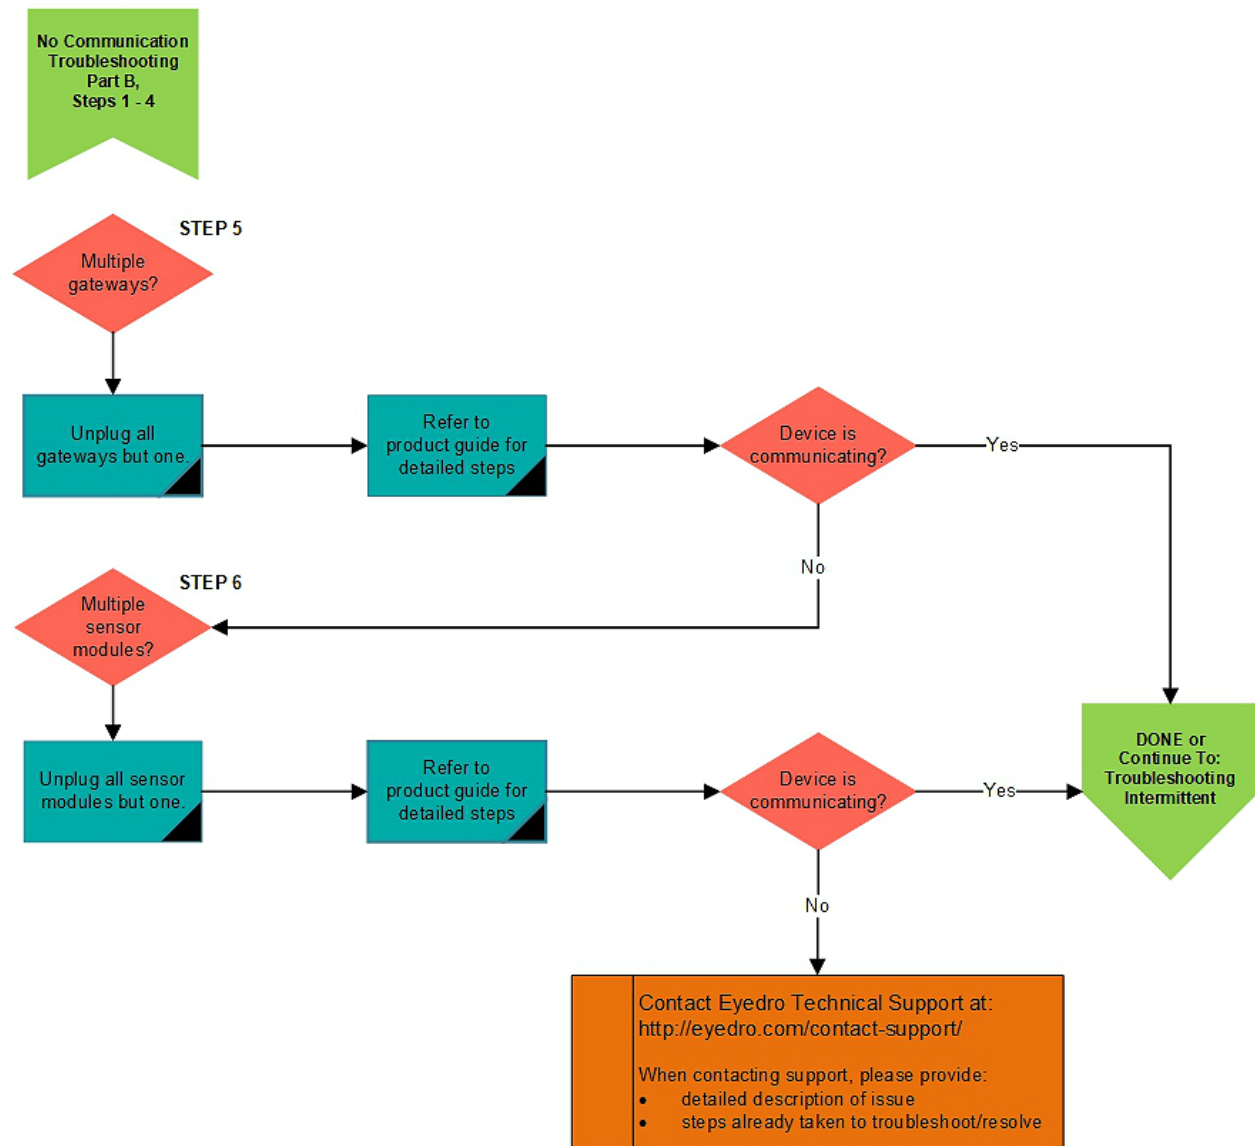 No Communication
Troubleshooting
Part B,
Steps 1 - 4
STEP 5
Multiple
gateways?
Unplug all
gateways but one.
Refer to
product guide for
detailed steps
Device is
communicating?
Yes
No
STEP 6
Multiple
sensor
modules?
Unplug all sensor
modules but one.
Refer to
product guide for
detailed steps
Device is
communicating?
Yes
DONE or
Continue To:
Troubleshooting
Intermittent
No
Contact Eyedro Technical Support at:
http://eyedro.com/contact-support/
When contacting support, please provide:
• detailed description of issue
• steps already taken to troubleshoot/resolve